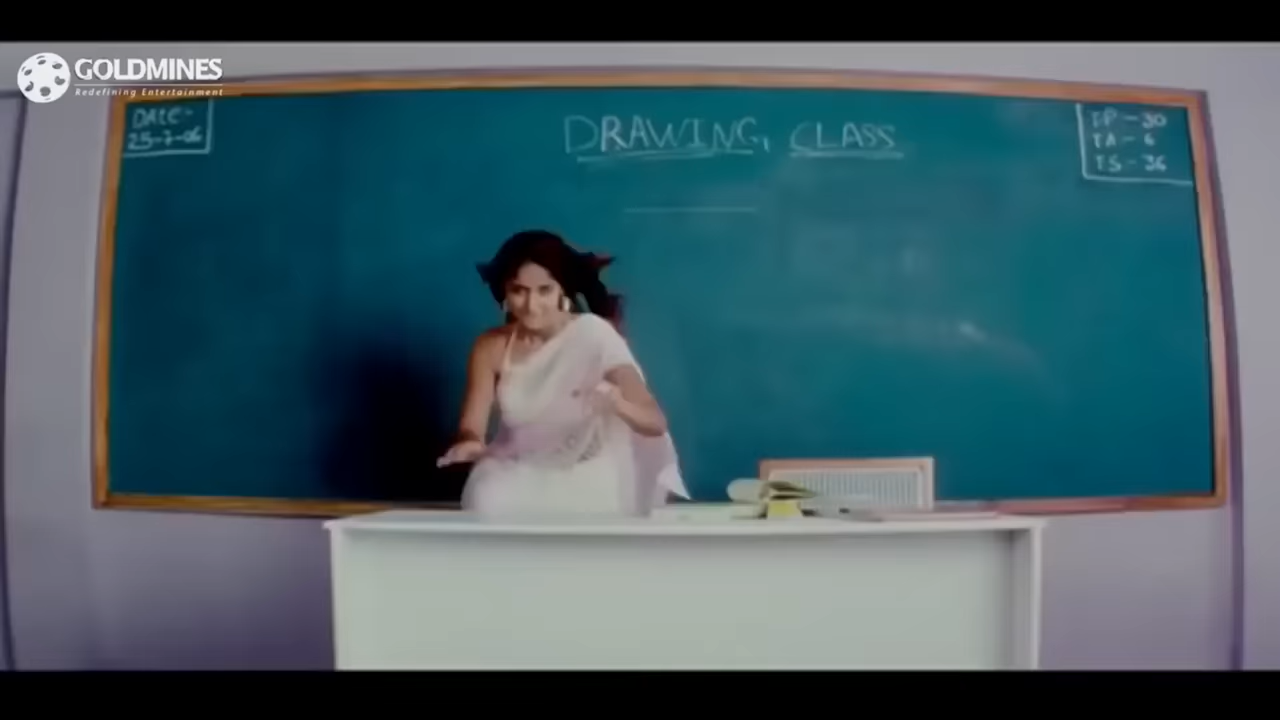 GOLDMINES
Redefining Entertainment
DATE-
25-7-06
DRAWING CLASS
TP - 30
TA - 6
TS - 36